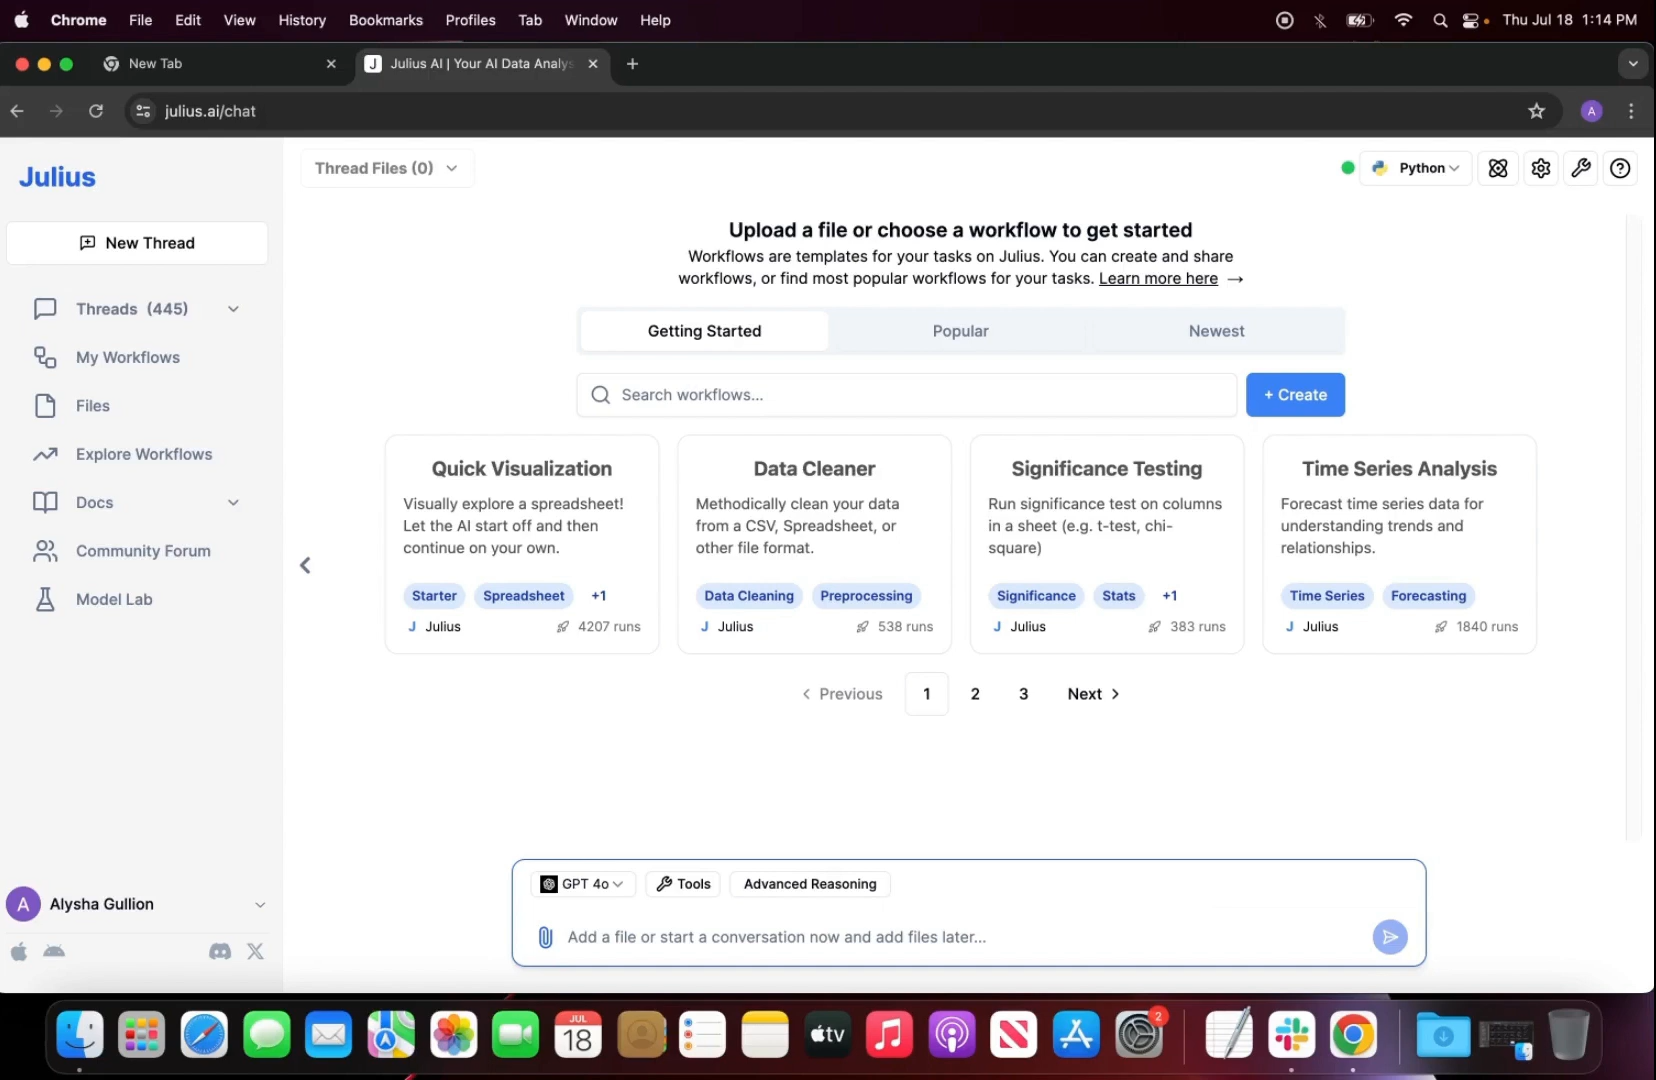 Chrome File Edit View History Bookmarks Profiles Tab Window Help Thu Jul 18 1:14 PM
New Tab Julius AI | Your AI Data Analys
julius.ai/chat A
Julius
Thread Files (0)
Python
New Thread
Threads (445)
My Workflows
Files
Explore Workflows
Docs
Community Forum
Model Lab
Upload a file or choose a workflow to get started
Workflows are templates for your tasks on Julius. You can create and share
workflows, or find most popular workflows for your tasks. Learn more here →
Getting Started Popular Newest
Search workflows...
+ Create
Quick Visualization
Visually explore a spreadsheet!
Let the AI start off and then
continue on your own.
Starter Spreadsheet +1
J Julius 4207 runs
Data Cleaner
Methodically clean your data
from a CSV, Spreadsheet, or
other file format.
Data Cleaning Preprocessing
J Julius 538 runs
Significance Testing
Run significance test on columns
in a sheet (e.g. t-test, chi-
square)
Significance Stats +1
J Julius 383 runs
Time Series Analysis
Forecast time series data for
understanding trends and
relationships.
Time Series Forecasting
J Julius 1840 runs
Previous 1 2 3 Next
GPT 4o Tools Advanced Reasoning
Add a file or start a conversation now and add files later...
A Alysha Gullion
JUL
18
tv
2